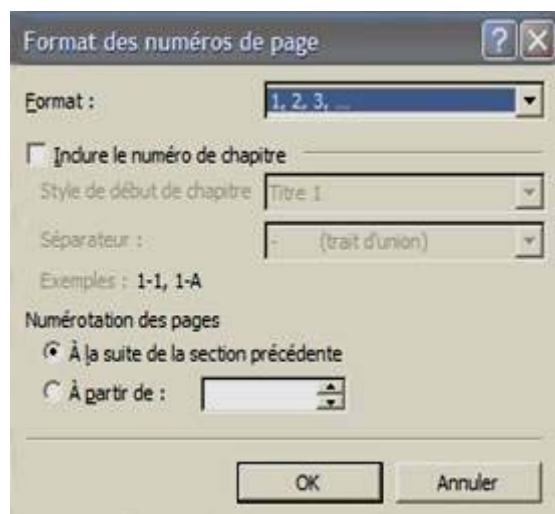 Format des numéros de page
Format : 1, 2, 3, ...
Inclure le numéro de chapitre
Style de début de chapitre Titre 1
Séparateur : - (trait d'union)
Exemples : 1-1, 1-A
Numérotation des pages
À la suite de la section précédente
À partir de :
OK Annuler